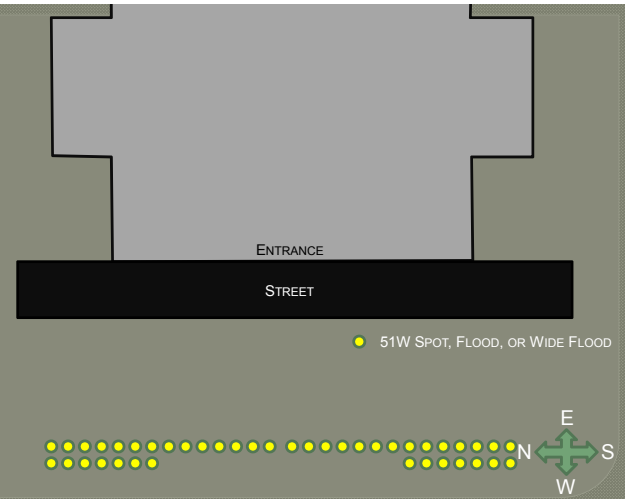 ENTRANCE
STREET
51W SPOT, FLOOD, OR WIDE FLOOD
E
N S
W